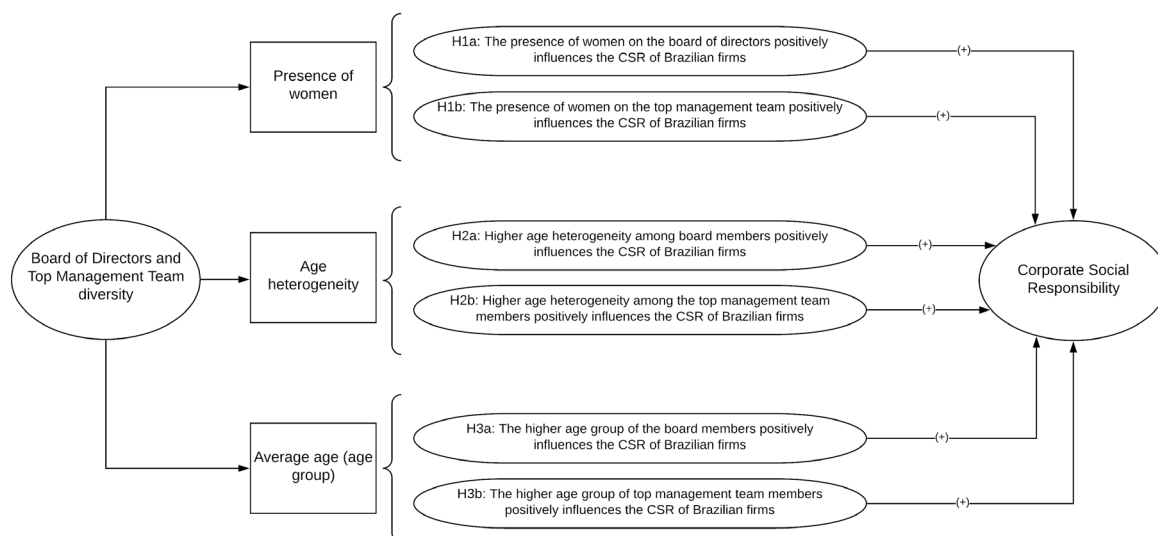 Board of Directors and
Top Management Team
diversity
Presence of
women
H1a: The presence of women on the board of directors positively
influences the CSR of Brazilian firms
(+)
H1b: The presence of women on the top management team positively
influences the CSR of Brazilian firms
(+)
Age
heterogeneity
H2a: Higher age heterogeneity among board members positively
influences the CSR of Brazilian firms
(+)
H2b: Higher age heterogeneity among the top management team
members positively influences the CSR of Brazilian firms
(+)
Average age (age
group)
H3a: The higher age group of the board members positively
influences the CSR of Brazilian firms
(+)
H3b: The higher age group of top management team members
positively influences the CSR of Brazilian firms
(+)
Corporate Social
Responsibility